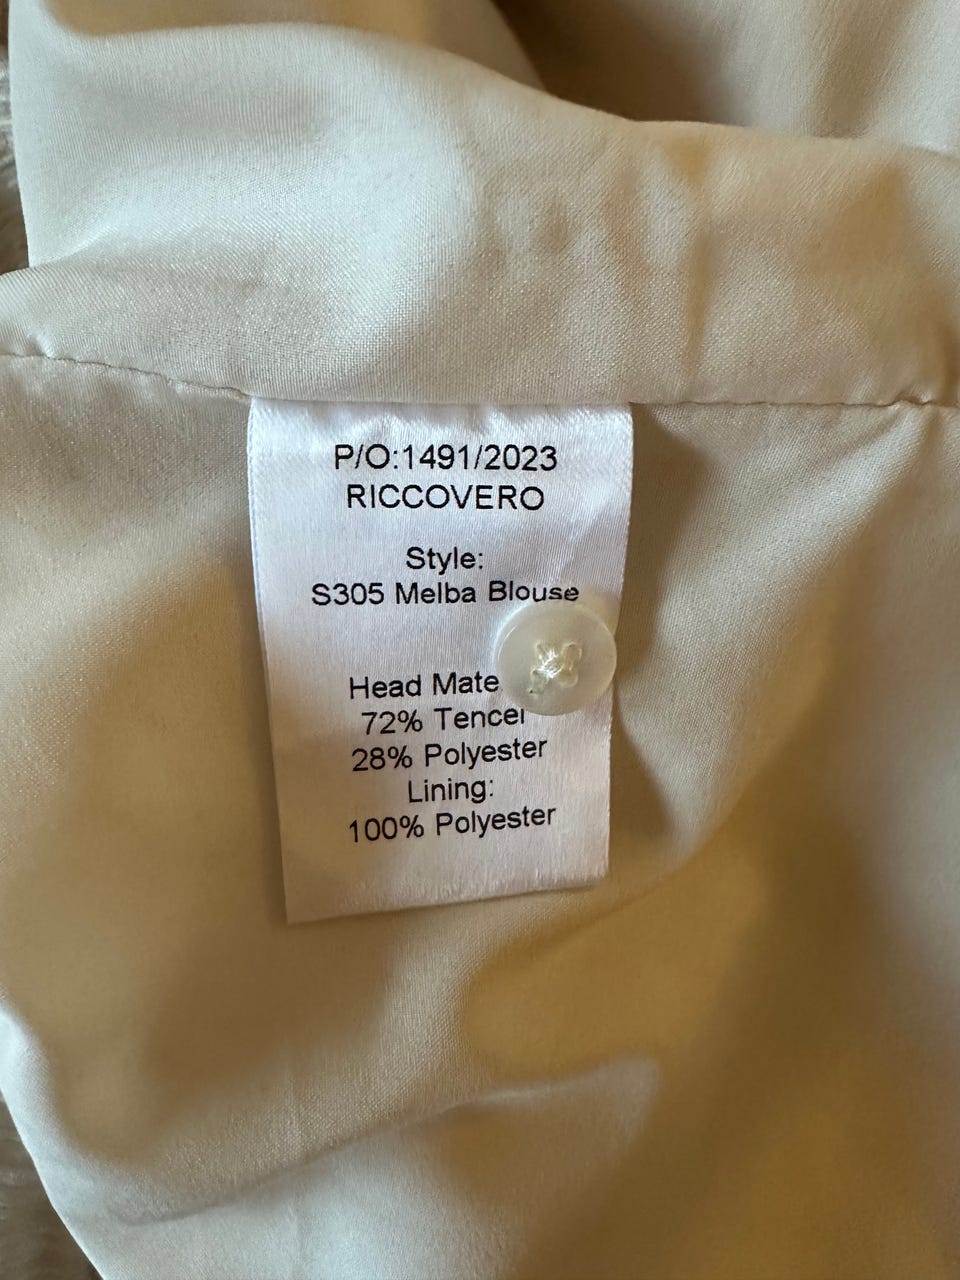 P/O:1491/2023
RICCOVERO
Style:
S305 Melba Blouse
Head Mate
72% Tencel
28% Polyester
Lining:
100% Polyester